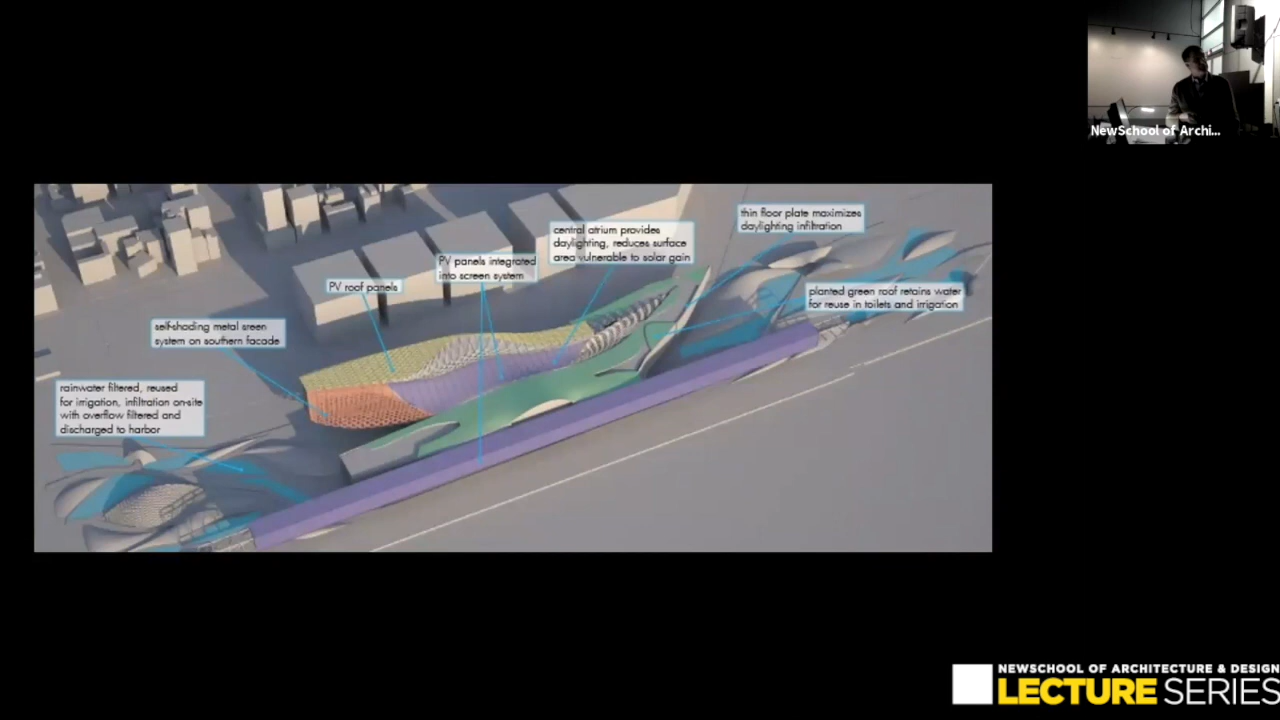 NewSchool of Archi...
thin floor plate maximizes
daylighting infiltration
central atrium provides
daylighting, reduces surface
area vulnerable to solar gain
PV panels integrated
into screen system
PV roof panels
planted green roof retains water
for reuse in toilets and irrigation
self-shading metal sreen
system on southern facade
rainwater filtered, reused
for irrigation, infiltration on-site
with overflow filtered and
discharged to harbor
NEWSCHOOL OF ARCHITECTURE & DESIGN
LECTURE SERIES